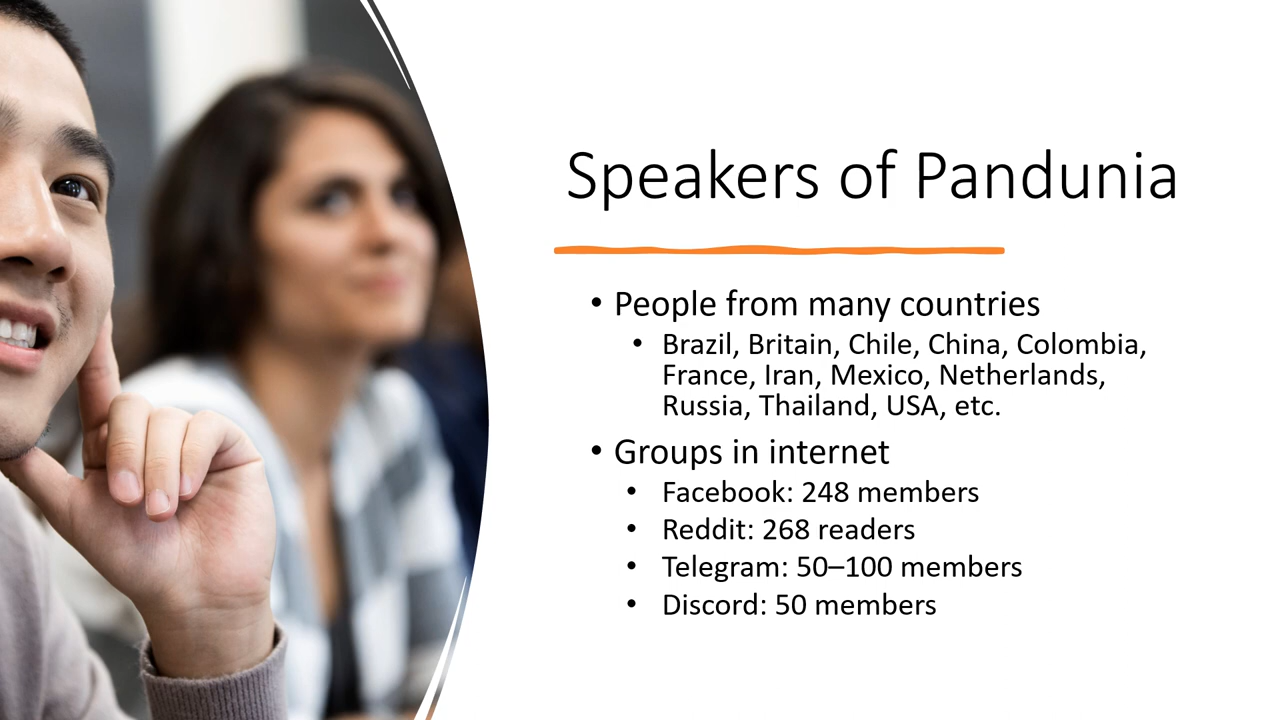 Speakers of Pandunia
• People from many countries
• Brazil, Britain, Chile, China, Colombia,
France, Iran, Mexico, Netherlands,
Russia, Thailand, USA, etc.
• Groups in internet
• Facebook: 248 members
• Reddit: 268 readers
• Telegram: 50–100 members
• Discord: 50 members